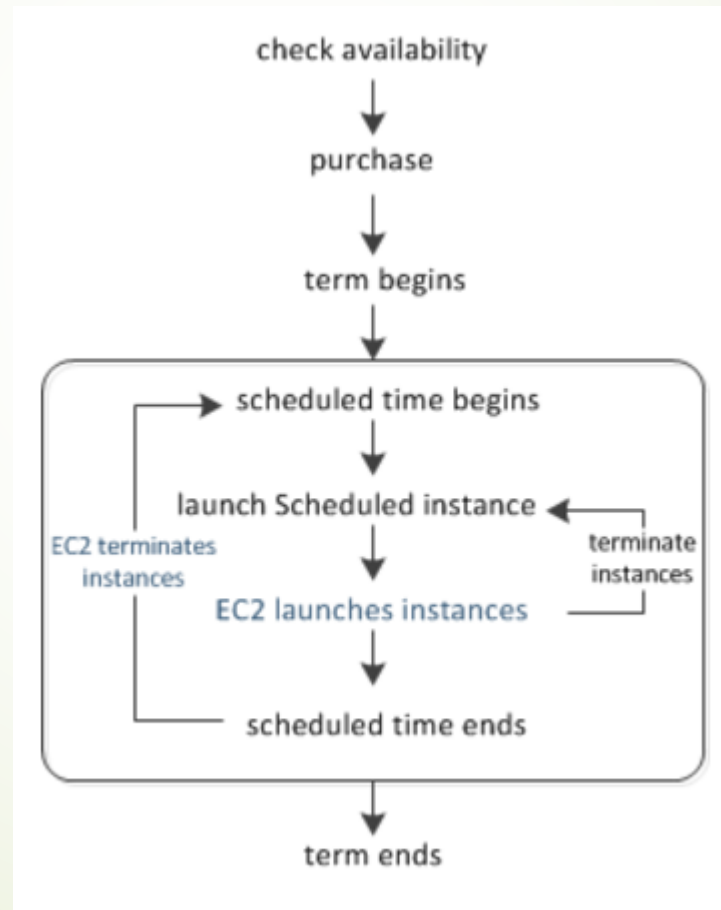 check availability
purchase
term begins
scheduled time begins
launch Scheduled instance
EC2 terminates
instances
terminate
instances
EC2 launches instances
scheduled time ends
term ends